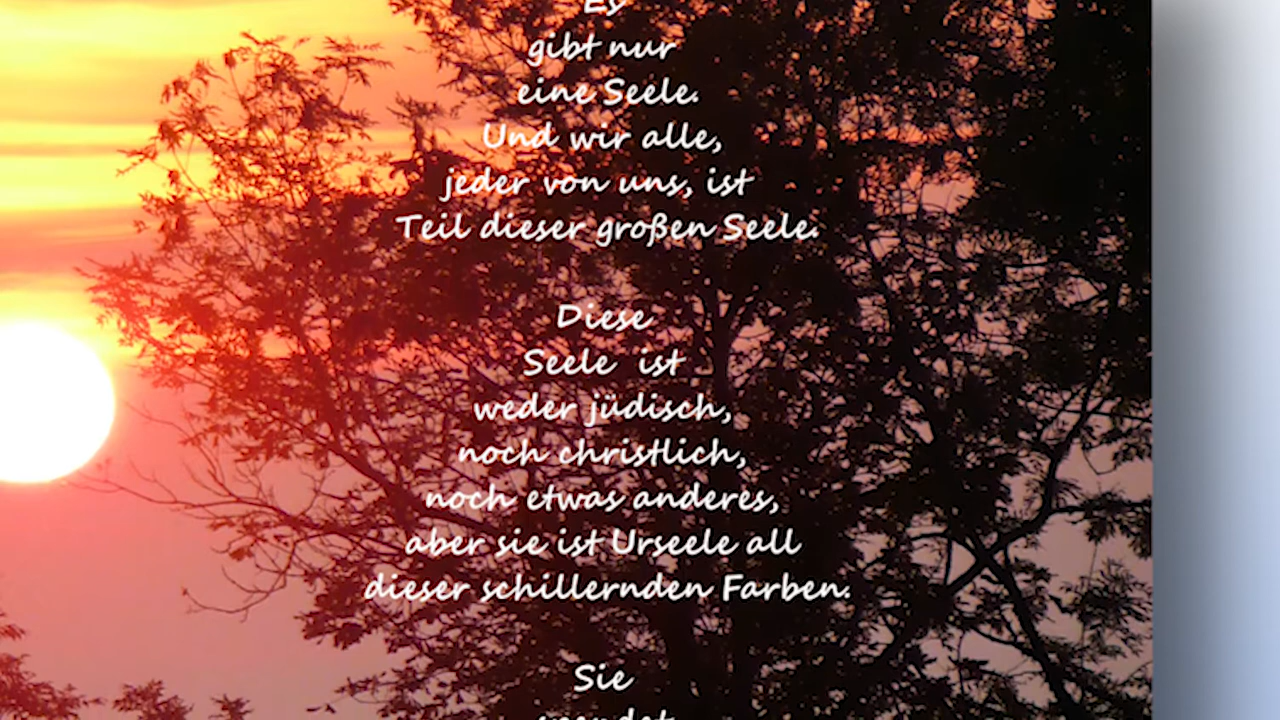 Es
gibt nur
eine Seele.
Und wir alle,
jeder von uns, ist
Teil dieser großen Seele.
Diese
Seele ist
weder jüdisch,
noch christlich,
noch etwas anderes,
aber sie ist Urseele all
dieser schillernden Farben.
Sie